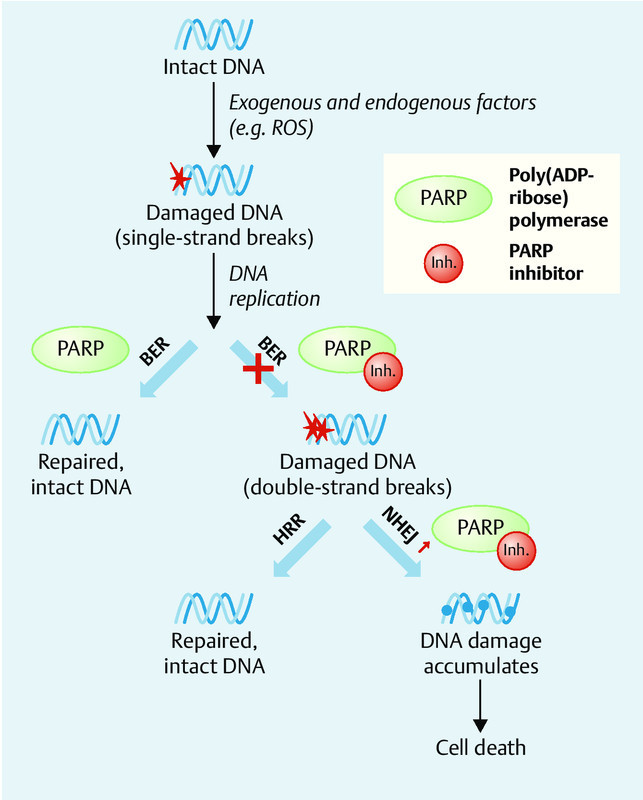 Intact DNA
Exogenous and endogenous factors
(e.g. ROS)
PARP
Poly(ADP-
ribose)
polymerase
Inh.
PARP
inhibitor
Damaged DNA
(single-strand breaks)
DNA
replication
PARP
BER
BER
PARP
Inh.
Repaired,
intact DNA
Damaged DNA
(double-strand breaks)
HRR
NHEJ
PARP
Inh.
Repaired,
intact DNA
DNA damage
accumulates
Cell death